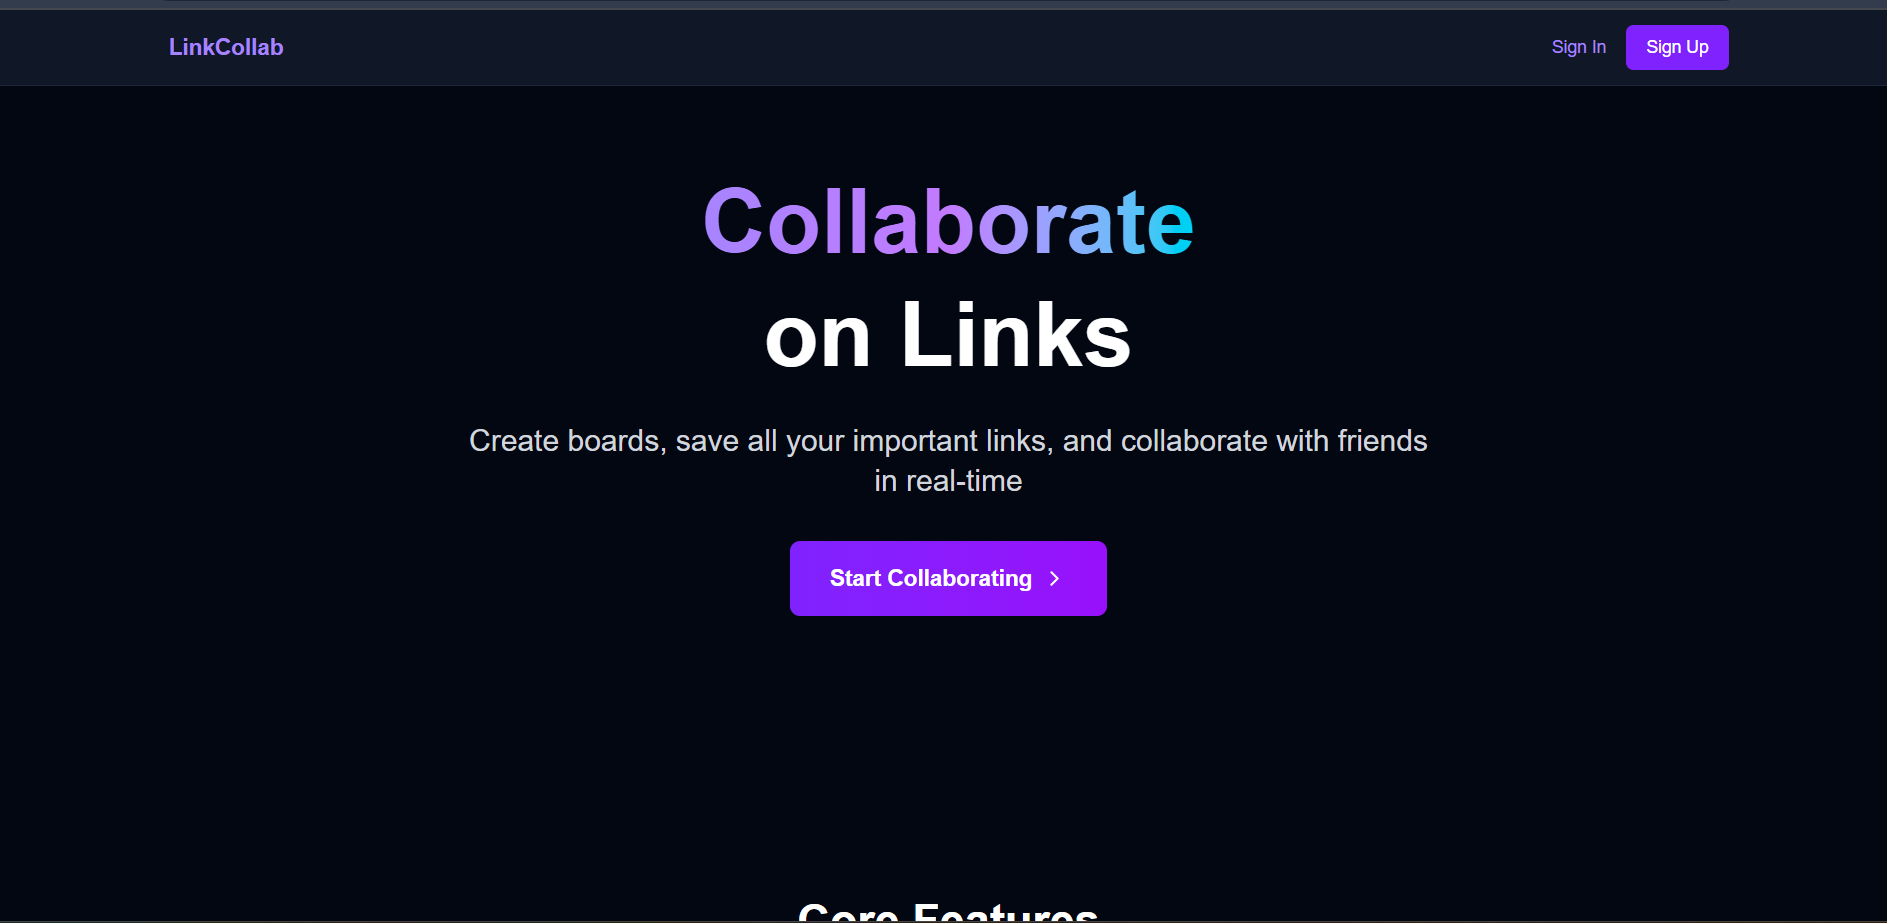 LinkCollab
Sign In
Sign Up
Collaborate
on Links
Create boards, save all your important links, and collaborate with friends
in real-time
Start Collaborating
Core Features